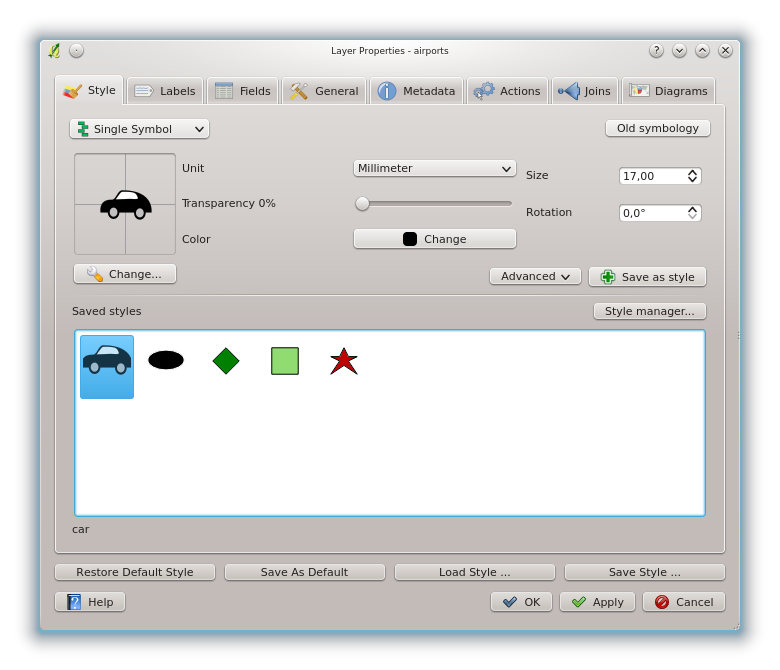 Layer Properties - airports
Style
Labels
Fields
General
Metadata
Actions
Joins
Diagrams
Single Symbol
Old symbology
Unit
Millimeter
Size
17,00
Transparency 0%
Rotation
0,0°
Color
Change
Change...
Advanced
Save as style
Saved styles
Style manager...
car
Restore Default Style
Save As Default
Load Style ...
Save Style ...
Help
OK
Apply
Cancel